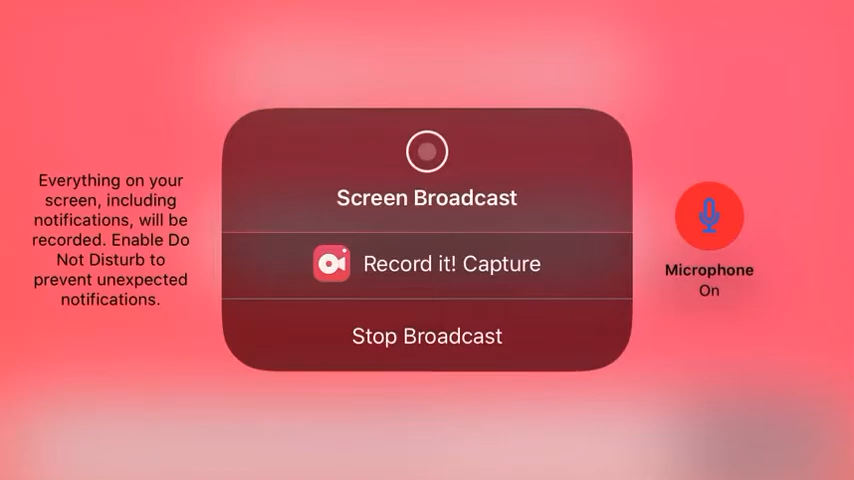 Everything on your
screen, including
notifications, will be
recorded. Enable Do
Not Disturb to
prevent unexpected
notifications.
Screen Broadcast
Record it! Capture
Stop Broadcast
Microphone
On